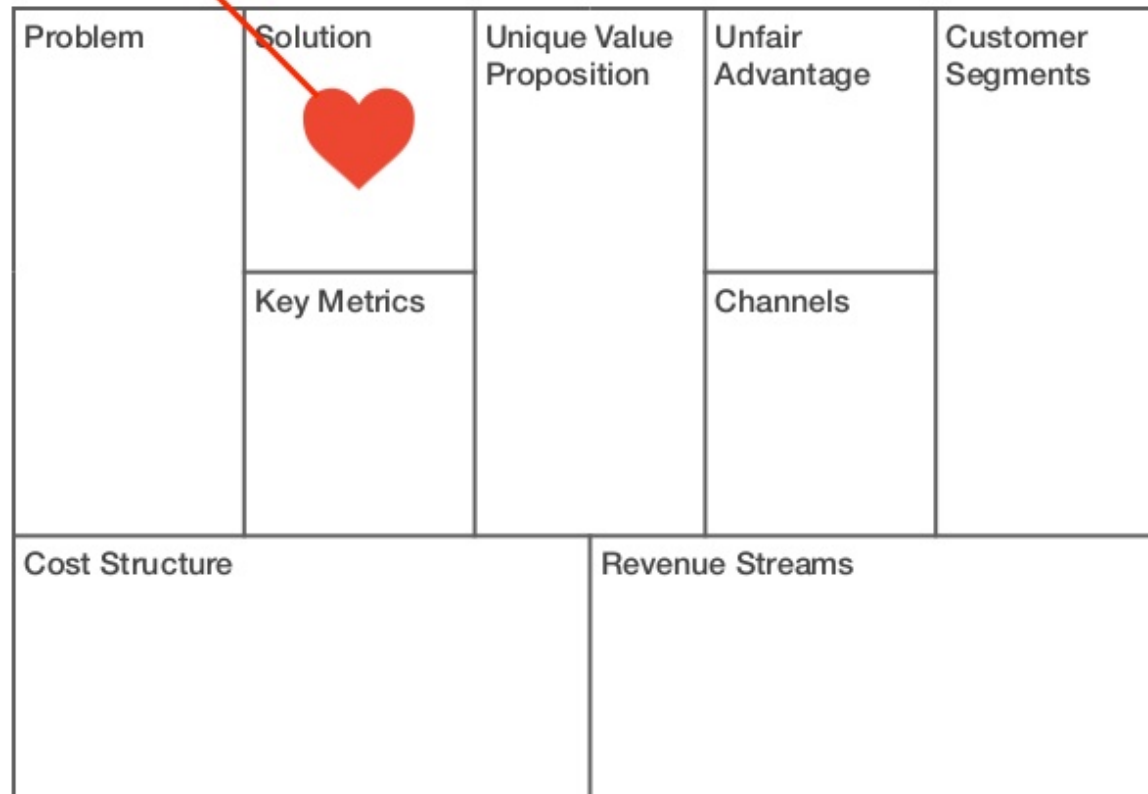 Problem
Solution
Unique Value
Proposition
Unfair
Advantage
Customer
Segments
Key Metrics
Channels
Cost Structure
Revenue Streams